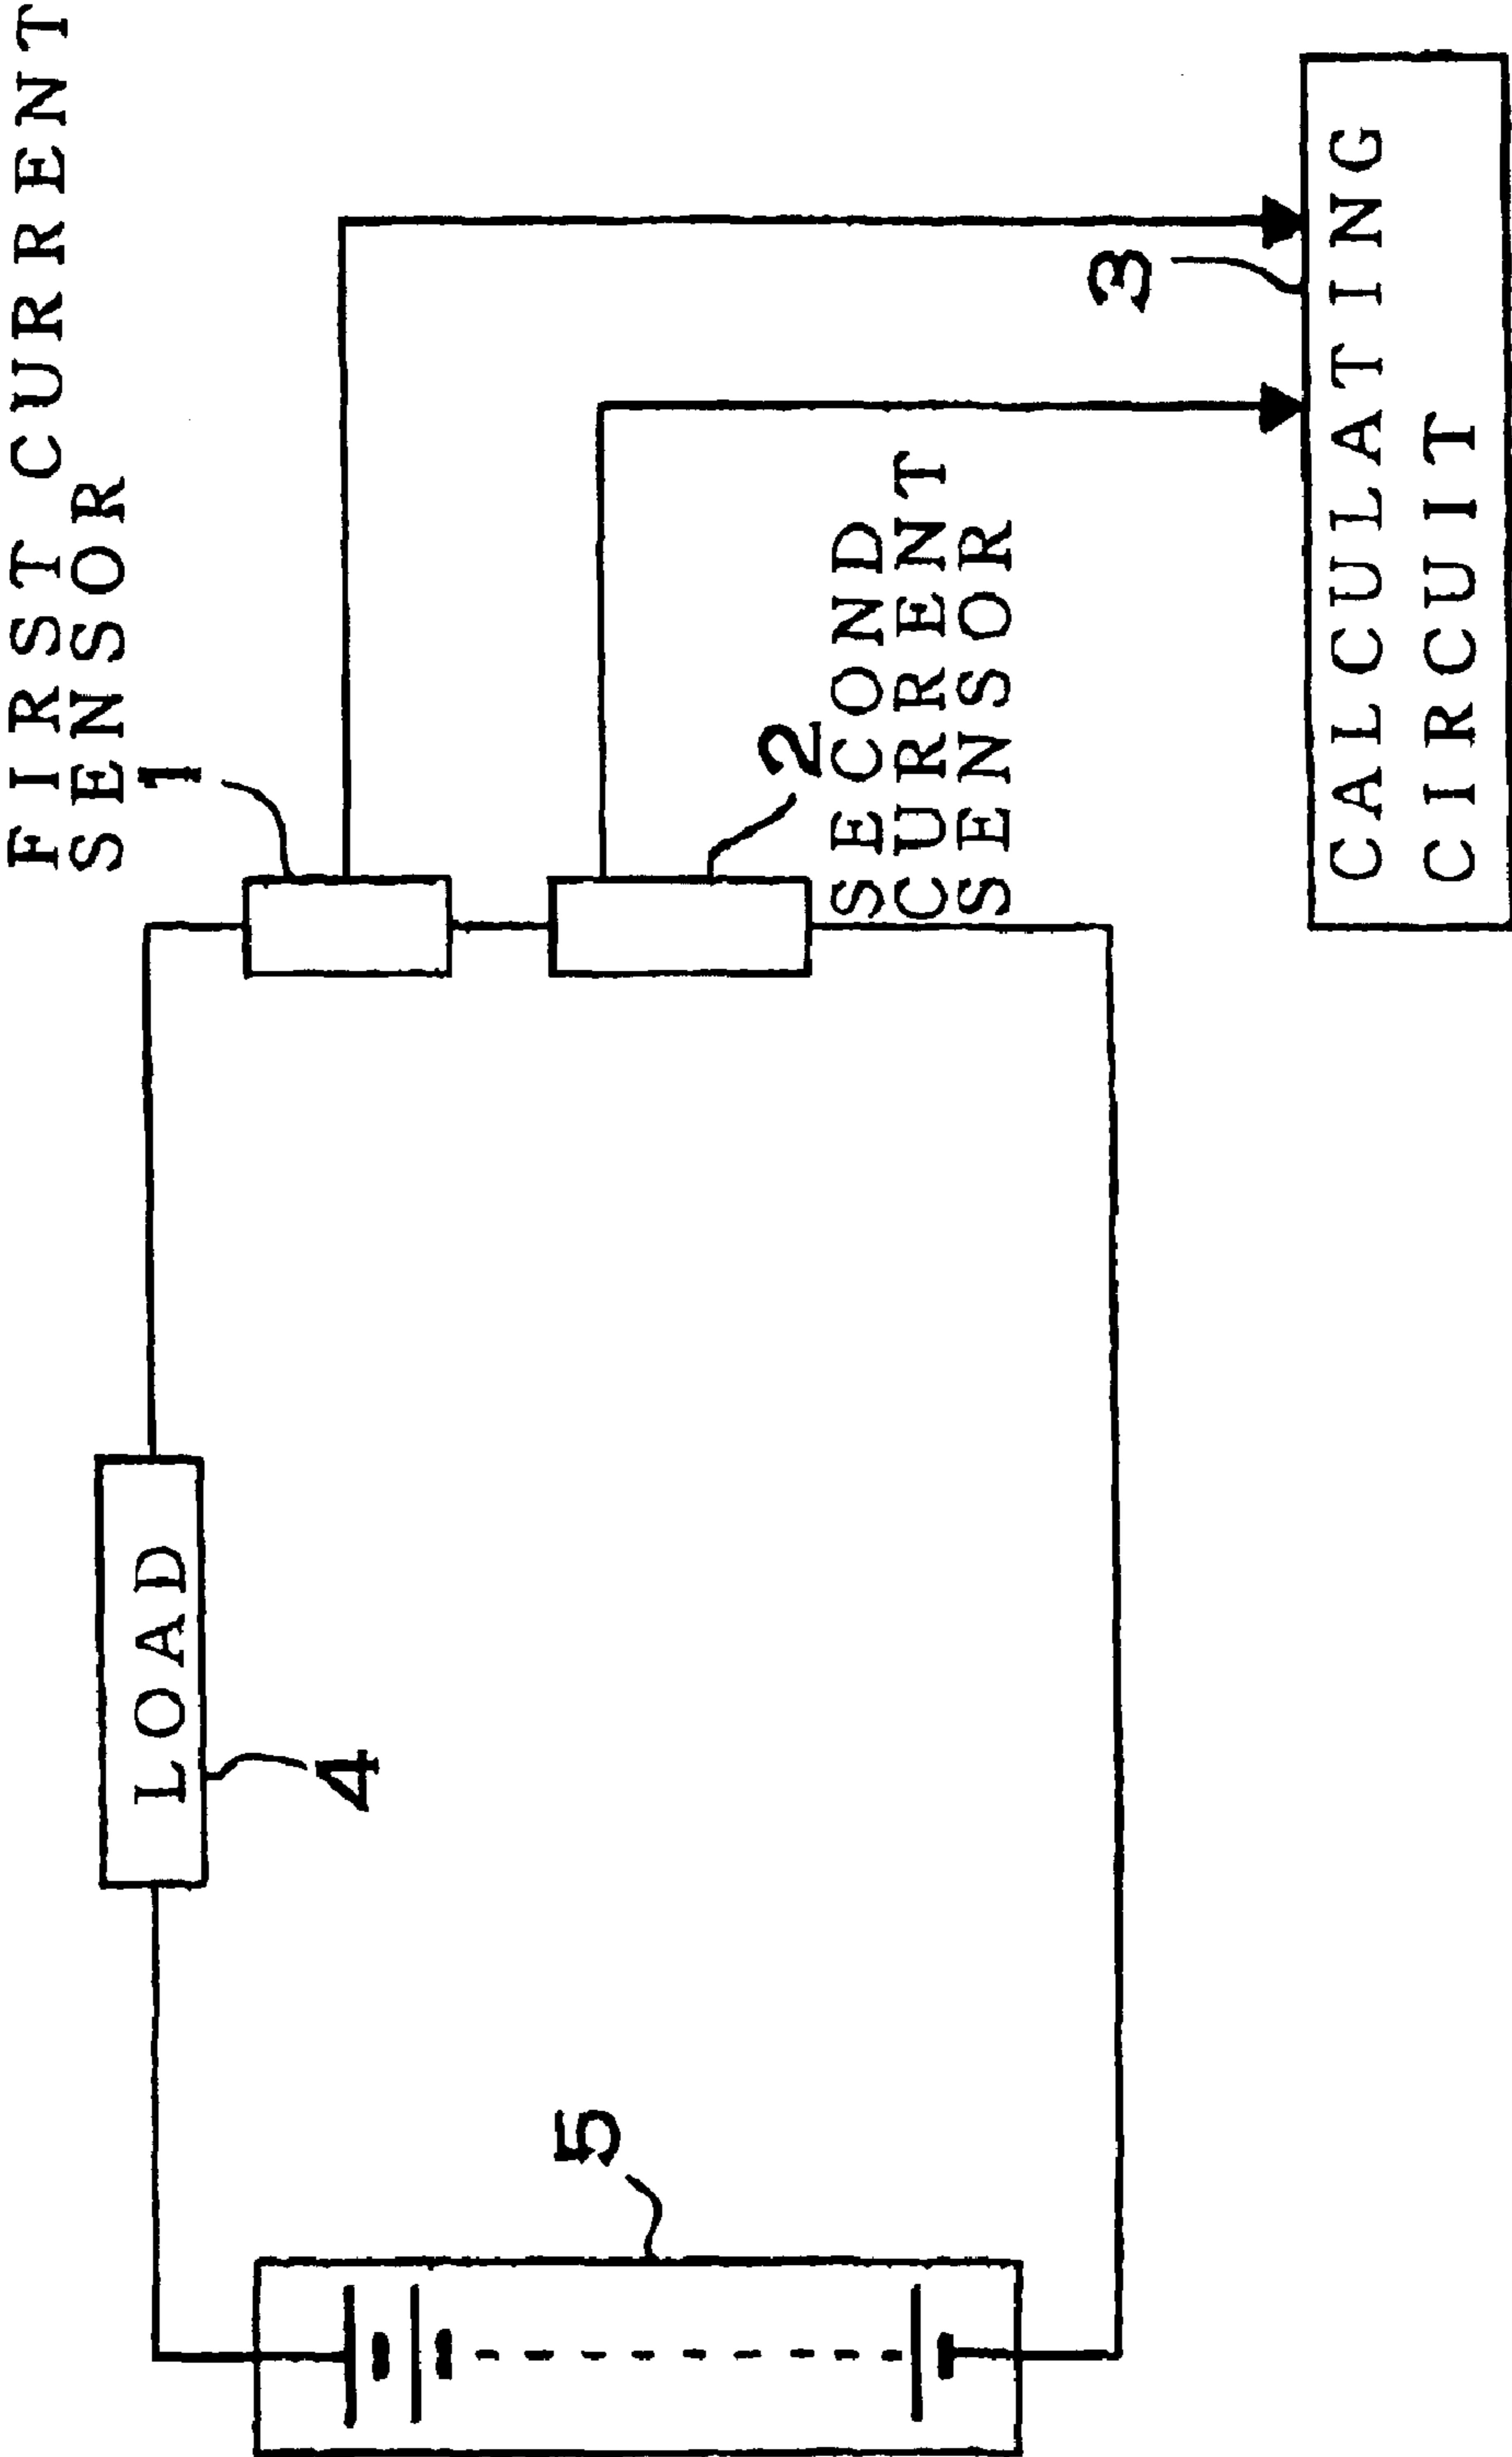 FIRST CURRENT
SENSOR
1
LOAD
4
2
SECOND
CURRENT
SENSOR
5
3
CALCULATING
CIRCUIT